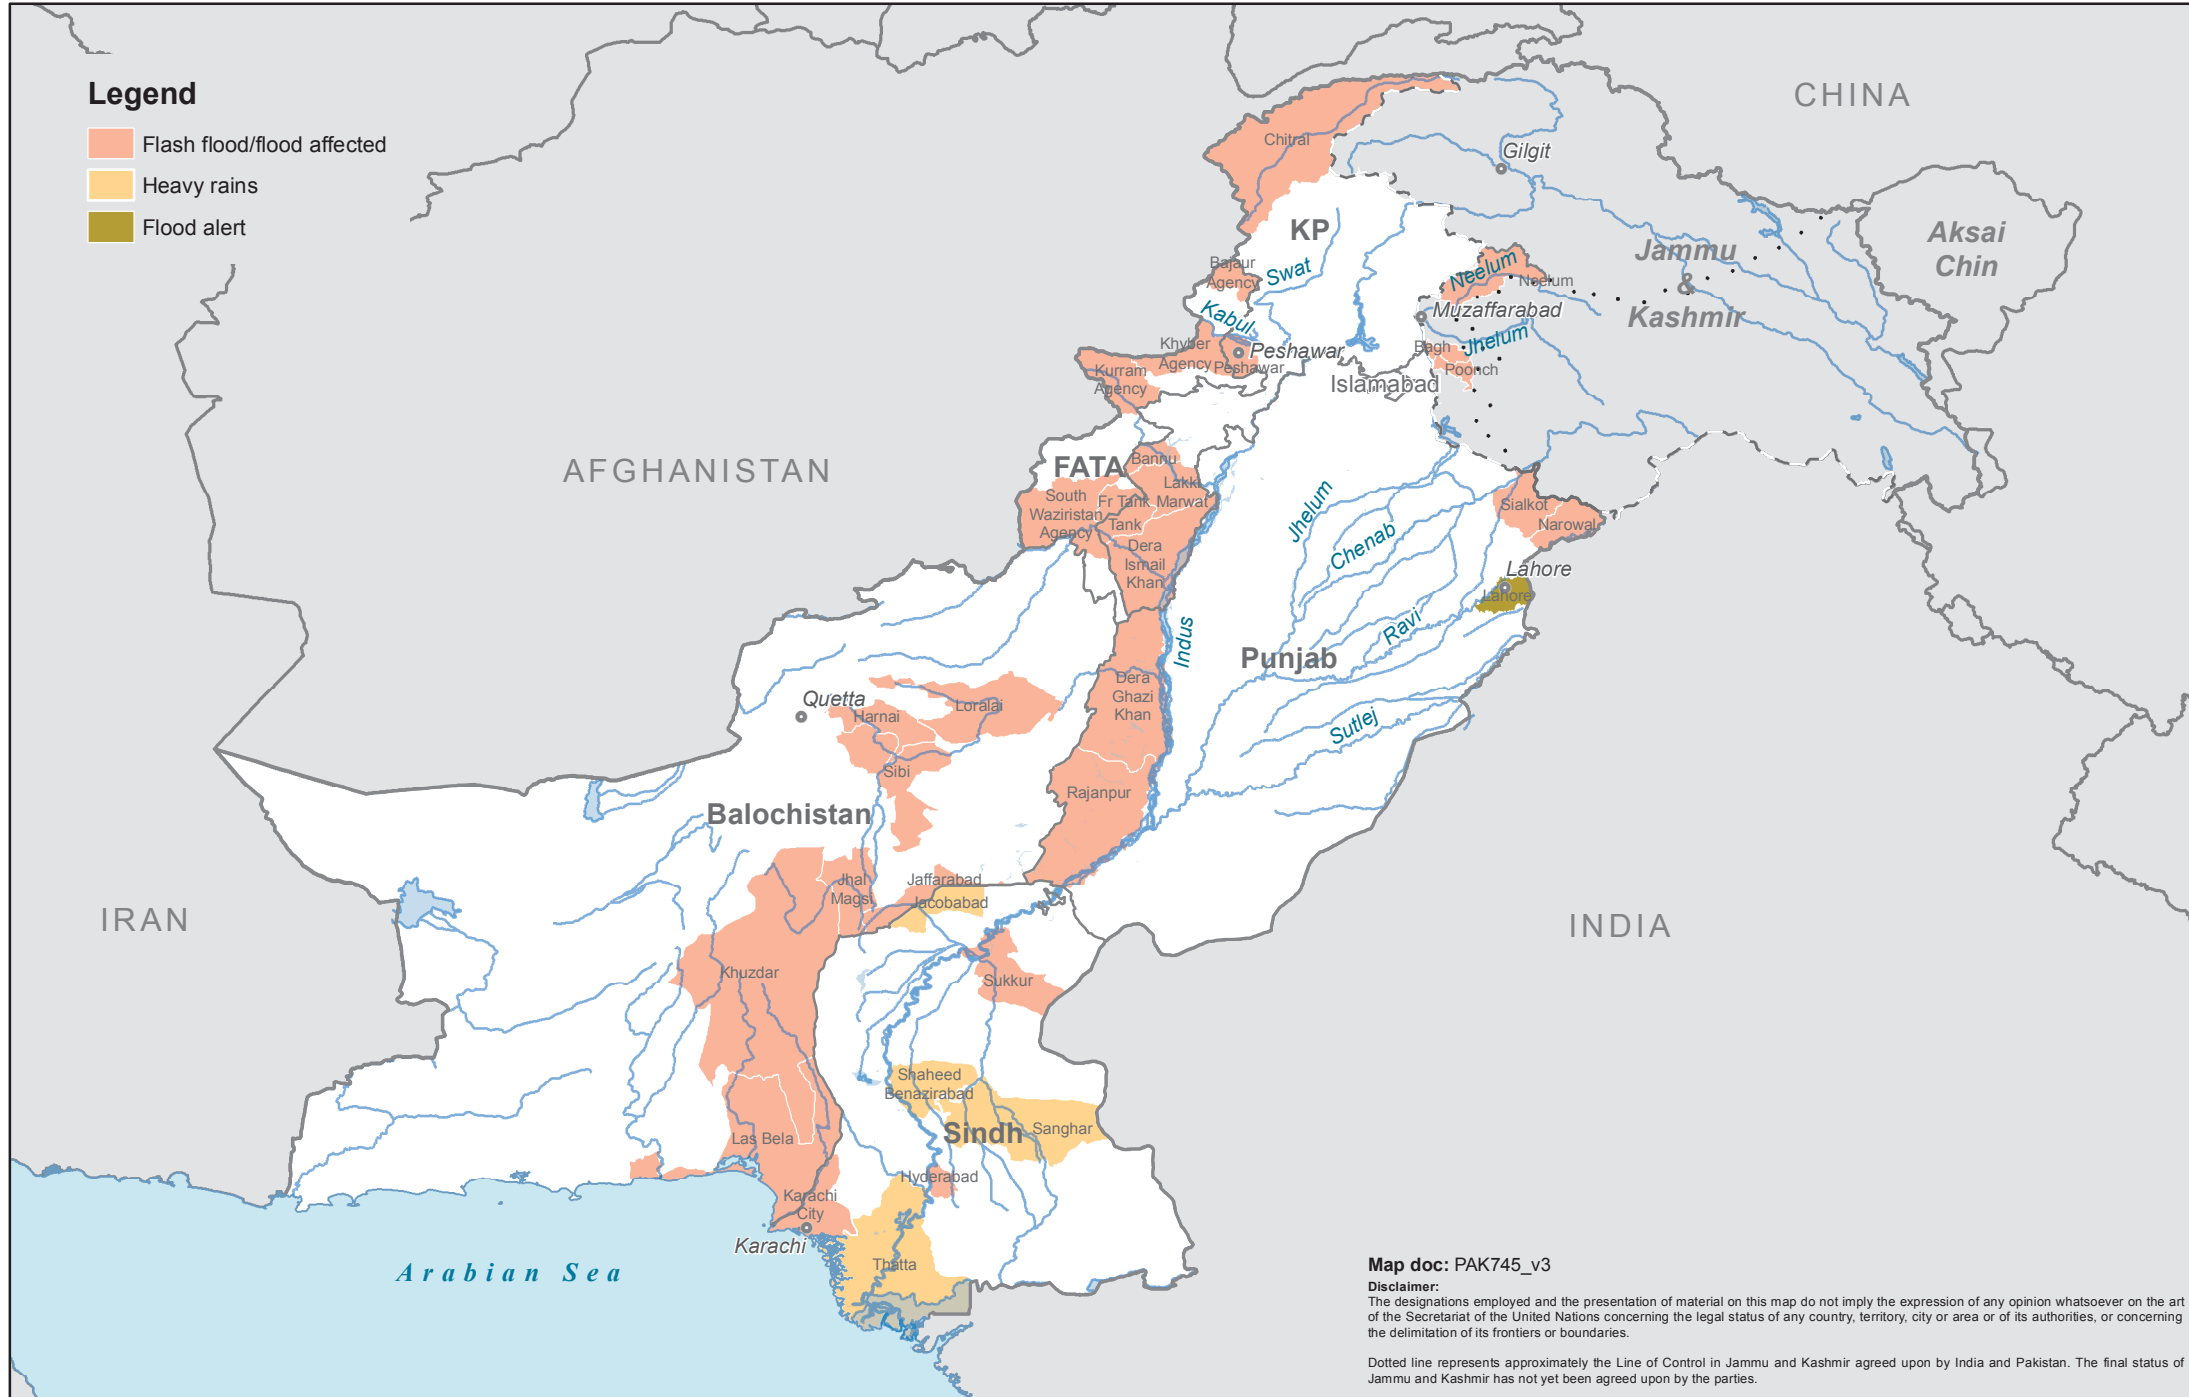 Legend
Flash flood/flood affected
Heavy rains
Flood alert
CHINA
Chitral
Gilgit
KP
Aksai
Chin
Jammu
&
Kashmir
Bajaur
Agency
Swat
Neelum
Neelum
Kabul
Muzaffarabad
Khyber
Agency
Peshawar
Peshawar
Bagh
Jhelum
Poonch
Kurram
Agency
Islamabad
AFGHANISTAN
FATA
Bannu
Lakki
Marwat
South
Waziristan
Agency
Fr Tank
Tank
Dera
Ismail
Khan
Jhelum
Chenab
Sialkot
Narowal
Lahore
Lahore
Ravi
Indus
Punjab
Dera
Ghazi
Khan
Sutlej
Quetta
Harnai
Loralai
Sibi
Rajanpur
Balochistan
Jhal
Magsi
Jaffarabad
Jacobabad
IRAN
INDIA
Khuzdar
Sukkur
Shaheed
Benazirabad
Sindh
Sanghar
Las Bela
Hyderabad
Karachi
City
Karachi
Thatta
Arabian Sea
Map doc: PAK745_v3
Disclaimer:
The designations employed and the presentation of material on this map do not imply the expression of any opinion whatsoever on the art
of the Secretariat of the United Nations concerning the legal status of any country, territory, city or area or of its authorities, or concerning
the delimitation of its frontiers or boundaries.
Dotted line represents approximately the Line of Control in Jammu and Kashmir agreed upon by India and Pakistan. The final status of
Jammu and Kashmir has not yet been agreed upon by the parties.